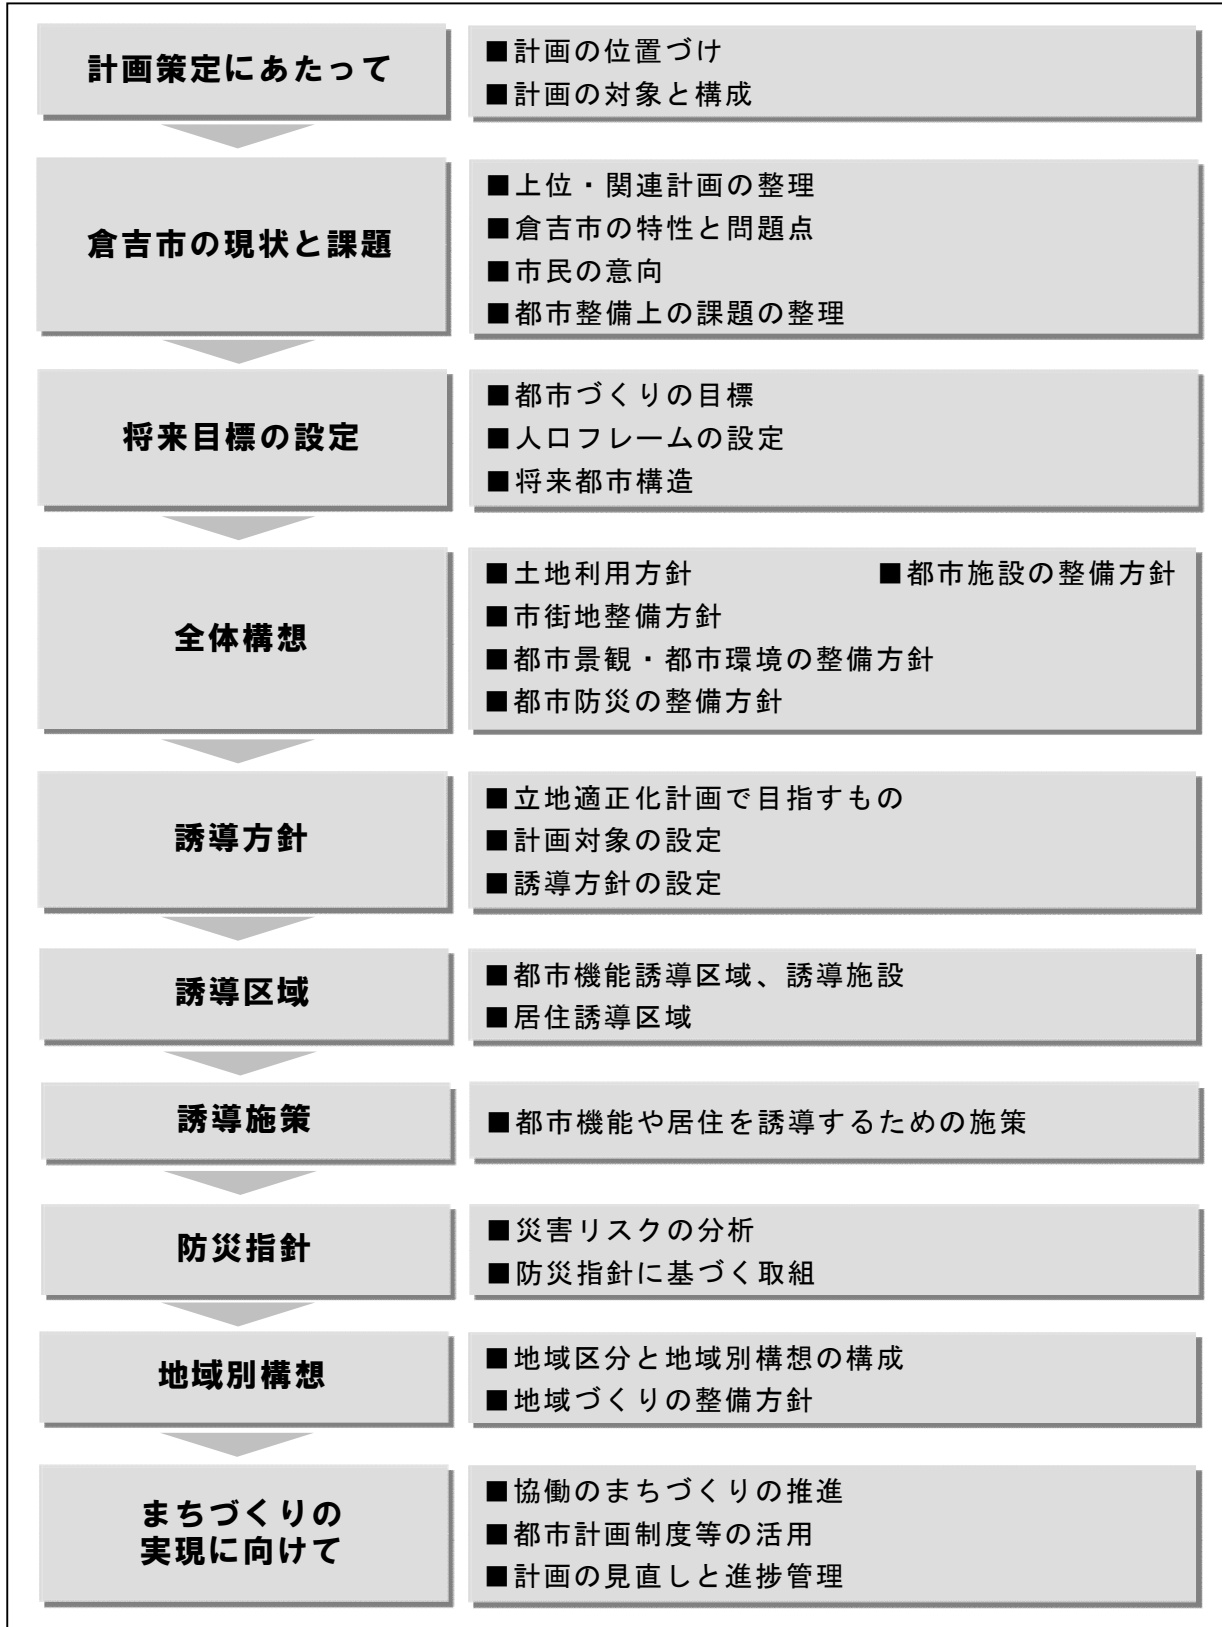 計画策定にあたって
■計画の位置づけ
■計画の対象と構成
倉吉市の現状と課題
■上位・関連計画の整理
■倉吉市の特性と問題点
■市民の意向
■都市整備上の課題の整理
将来目標の設定
■都市づくりの目標
■人口フレームの設定
■将来都市構造
全体構想
■土地利用方針 ■都市施設の整備方針
■市街地整備方針
■都市景観・都市環境の整備方針
■都市防災の整備方針
誘導方針
■立地適正化計画で目指すもの
■計画対象の設定
■誘導方針の設定
誘導区域
■都市機能誘導区域、誘導施設
■居住誘導区域
誘導施策
■都市機能や居住を誘導するための施策
防災指針
■災害リスクの分析
■防災指針に基づく取組
地域別構想
■地域区分と地域別構想の構成
■地域づくりの整備方針
まちづくりの
実現に向けて
■協働のまちづくりの推進
■都市計画制度等の活用
■計画の見直しと進捗管理